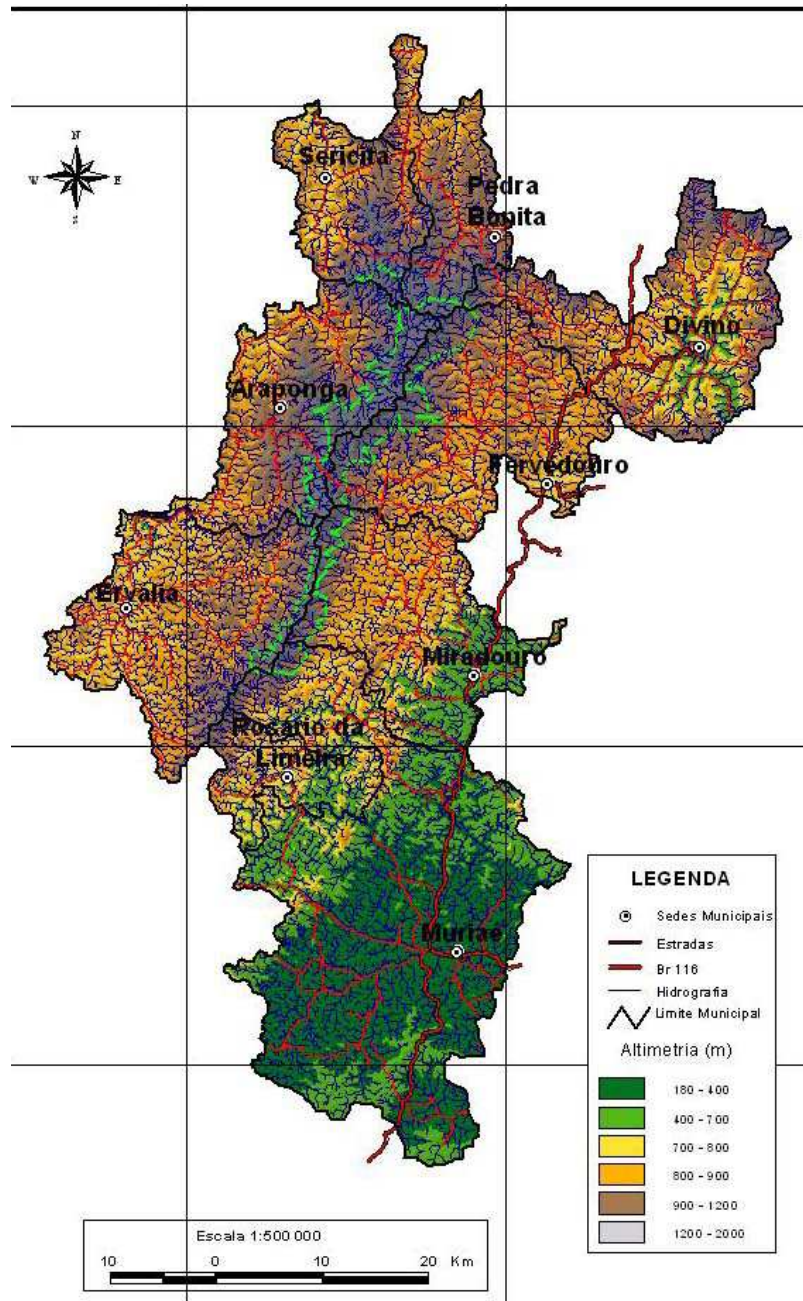 N
W
E
S
Sericita
Pedra
Bonita
Divino
Araponga
Fervedouro
Ervalia
Miradouro
Rosário da
Limeira
Muriae
LEGENDA
Sedes Municipais
Estradas
Br 116
Hidrografia
Limite Municipal
Altimetria (m)
180 - 400
400 - 700
700 - 800
800 - 900
900 - 1200
1200 - 2000
Escala 1:500 000
10 0 10 20 Km